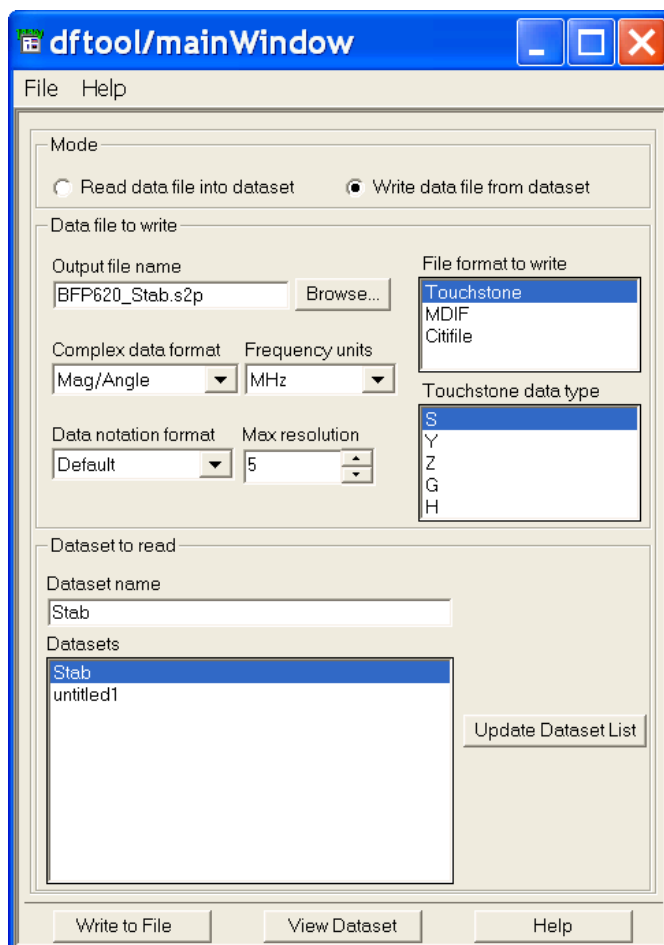 dftool/mainWindow
File Help
Mode
Read data file into dataset Write data file from dataset
Data file to write
Output file name
BFP620_Stab.s2p Browse...
File format to write
Touchstone
MDIF
Citifile
Complex data format Frequency units
Mag/Angle MHz
Touchstone data type
S
Y
Z
G
H
Data notation format Max resolution
Default 5
Dataset to read
Dataset name
Stab
Datasets
Stab
untitled1
Update Dataset List
Write to File View Dataset Help